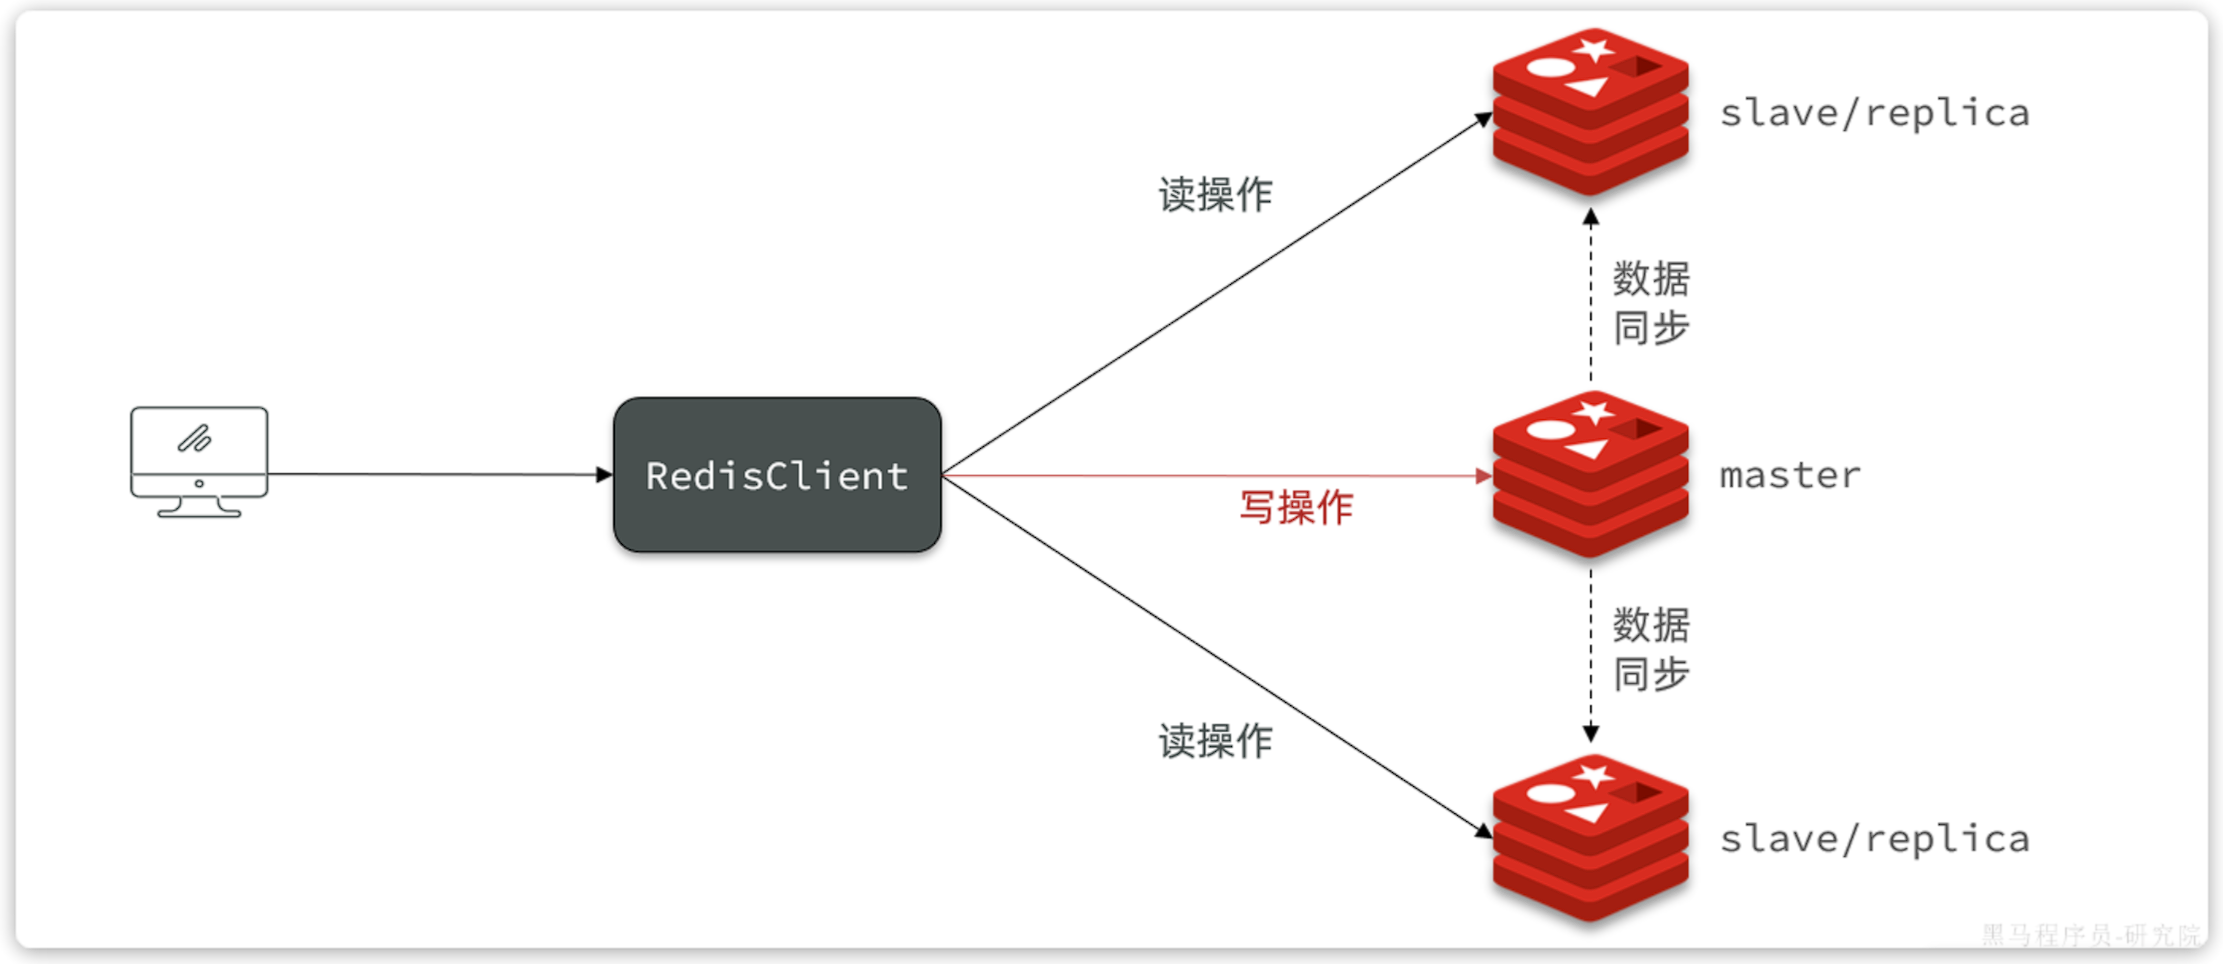 slave/replica
读操作
数据
同步
RedisClient
写操作
master
数据
同步
读操作
slave/replica
黑马程序员-研究院